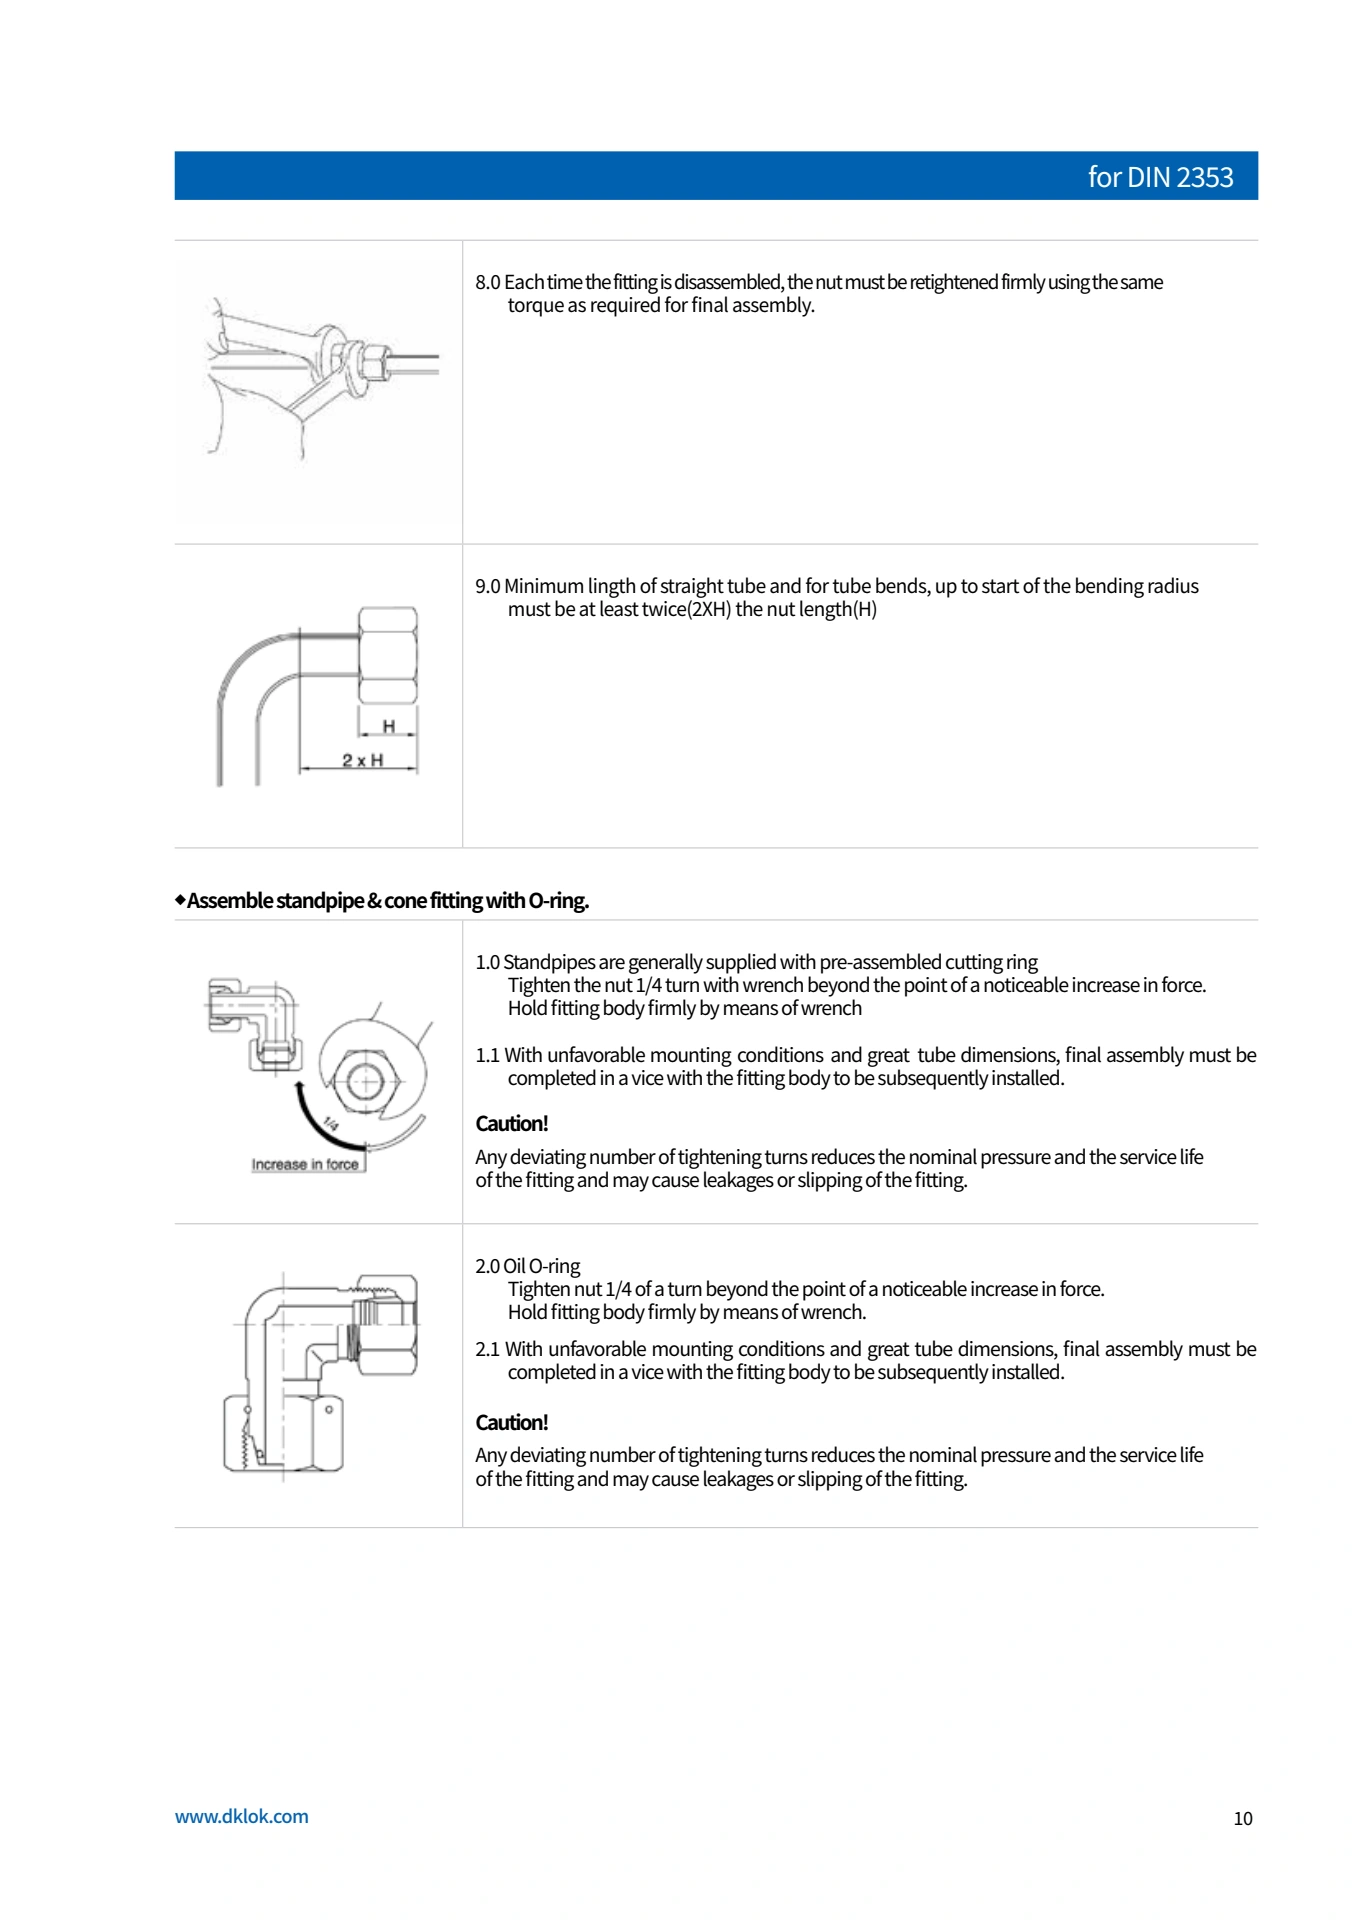 for DIN 2353
8.0 Each time the fitting is disassembled, the nut must be retightened firmly using the same
torque as required for final assembly.
9.0 Minimum lingth of straight tube and for tube bends, up to start of the bending radius
must be at least twice(2XH) the nut length(H)
H
2 x H
◆Assemble standpipe & cone fitting with O-ring.
1.0 Standpipes are generally supplied with pre-assembled cutting ring
Tighten the nut 1/4 turn with wrench beyond the point of a noticeable increase in force.
Hold fitting body firmly by means of wrench
1.1 With unfavorable mounting conditions and great tube dimensions, final assembly must be
completed in a vice with the fitting body to be subsequently installed.
Caution!
Any deviating number of tightening turns reduces the nominal pressure and the service life
of the fitting and may cause leakages or slipping of the fitting.
1/4
Increase in force
2.0 Oil O-ring
Tighten nut 1/4 of a turn beyond the point of a noticeable increase in force.
Hold fitting body firmly by means of wrench.
2.1 With unfavorable mounting conditions and great tube dimensions, final assembly must be
completed in a vice with the fitting body to be subsequently installed.
Caution!
Any deviating number of tightening turns reduces the nominal pressure and the service life
of the fitting and may cause leakages or slipping of the fitting.
www.dklok.com
10